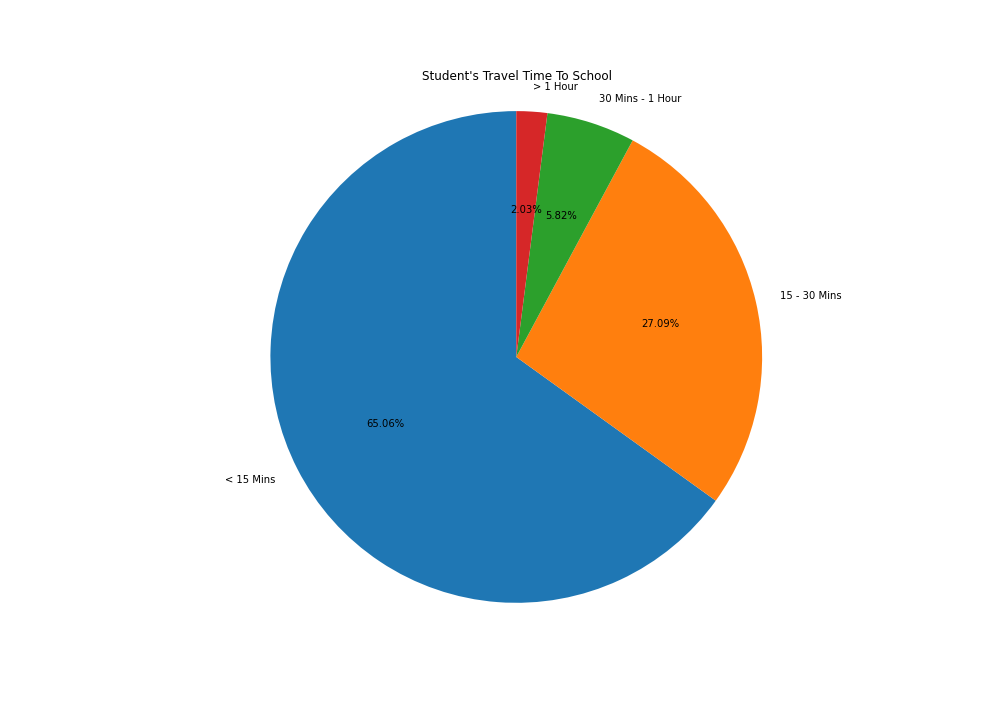 Student's Travel Time To School
> 1 Hour
30 Mins - 1 Hour
2.03%
5.82%
15 - 30 Mins
27.09%
65.06%
< 15 Mins